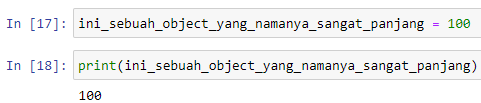 In [17]: ini_sebuah_object_yang_namanya_sangat_panjang = 100
In [18]: print(ini_sebuah_object_yang_namanya_sangat_panjang)
100